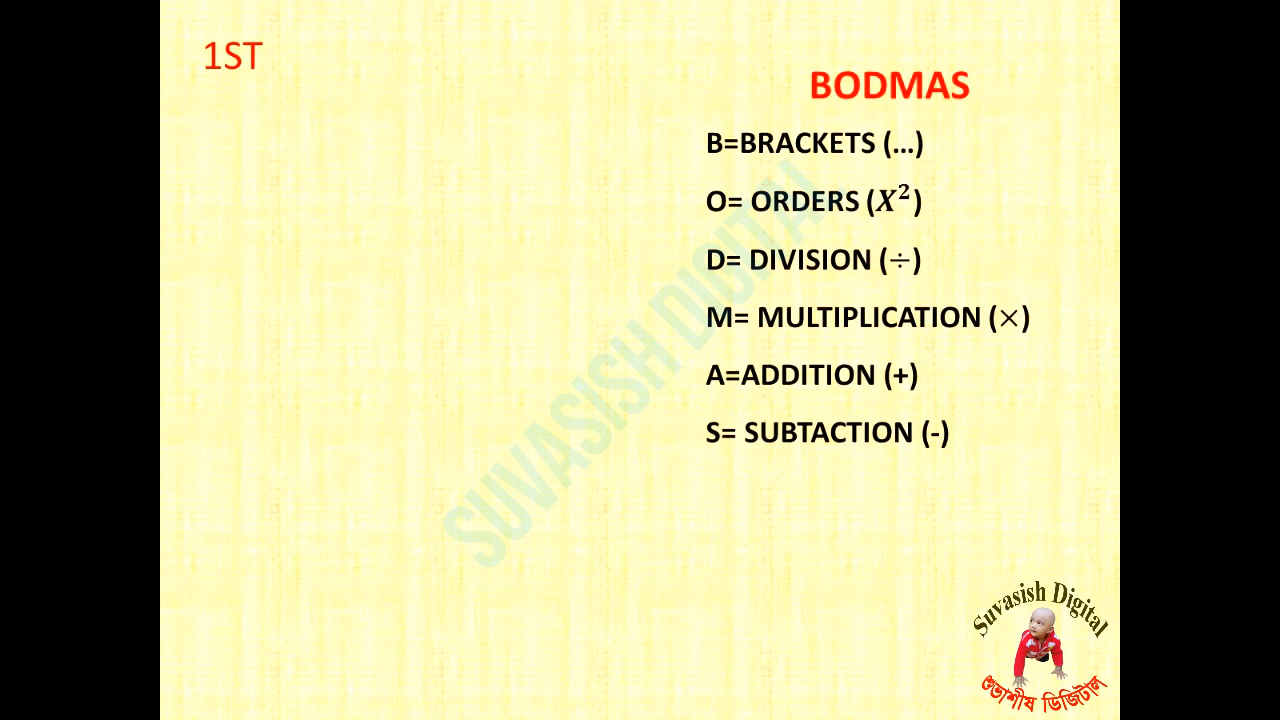 1ST
BODMAS
B=BRACKETS (...)
O= ORDERS (X²)
D= DIVISION (÷)
M= MULTIPLICATION (×)
A=ADDITION (+)
S= SUBTACTION (-)
SUVASISH DIGITAL
Suvasish Digital
শুভাশীষ ডিজিটাল